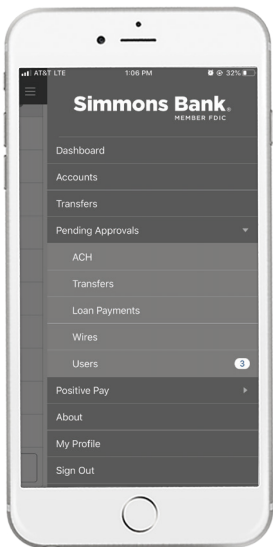 AT&T LTE 1:06 PM 32%
Simmons Bank®
MEMBER FDIC
Dashboard
Accounts
Transfers
Pending Approvals
ACH
Transfers
Loan Payments
Wires
Users 3
Positive Pay
About
My Profile
Sign Out